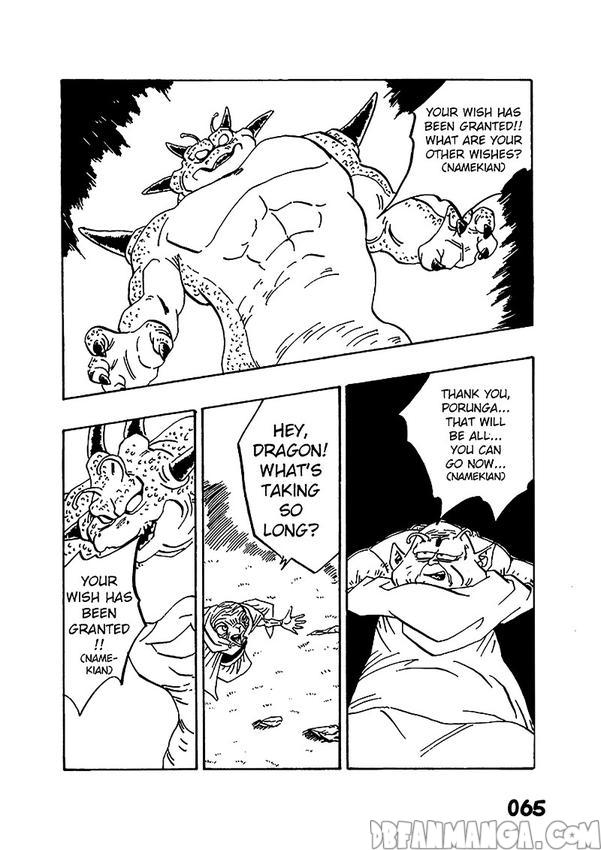 YOUR WISH HAS
BEEN GRANTED!!
WHAT ARE YOUR
OTHER WISHES?
(NAMEKIAN)
THANK YOU,
PORUNGA...
THAT WILL
BE ALL...
YOU CAN
GO NOW...
(NAMEKIAN)
HEY,
DRAGON!
WHAT'S
TAKING
SO
LONG?
YOUR
WISH HAS
BEEN
GRANTED
!!
(NAME-
KIAN)
065
DBFANMANGA.COM